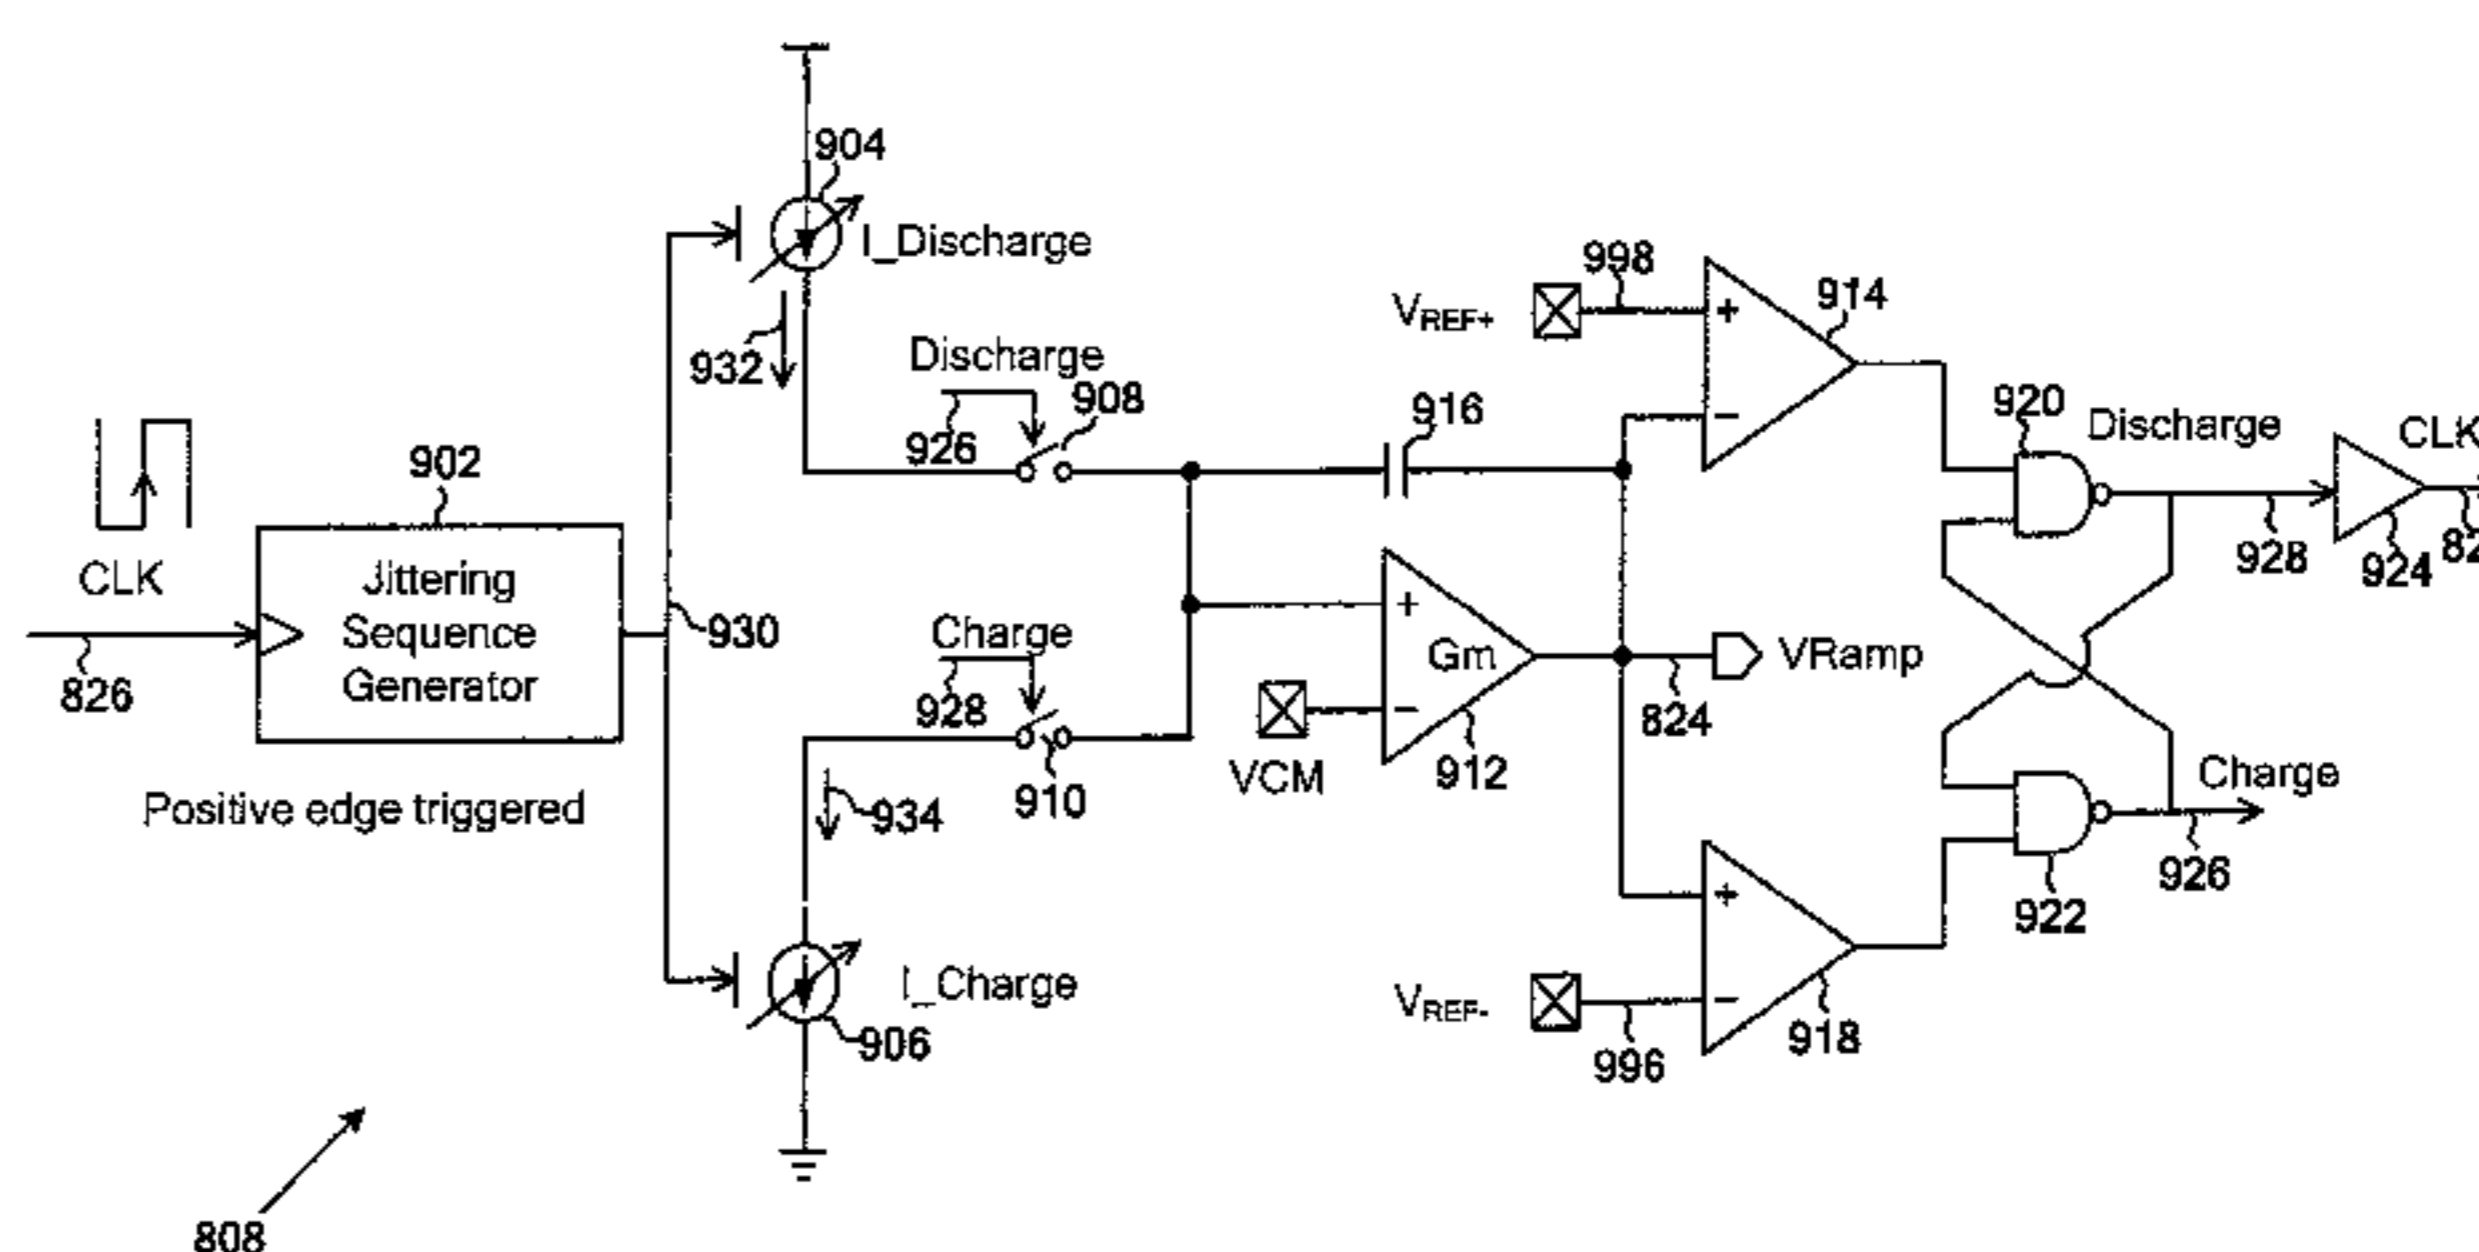 904
I_Discharge
998
914
V_REF+
+
−
932
Discharge
908
926
916
920
Discharge
CLK
902
CLK
Jittering
Sequence
Generator
928
924
930
Charge
+
Gm
−
VRamp
826
928
824
VCM
912
910
Charge
Positive edge triggered
934
926
922
+
−
I_Charge
V_REF-
918
906
996
808